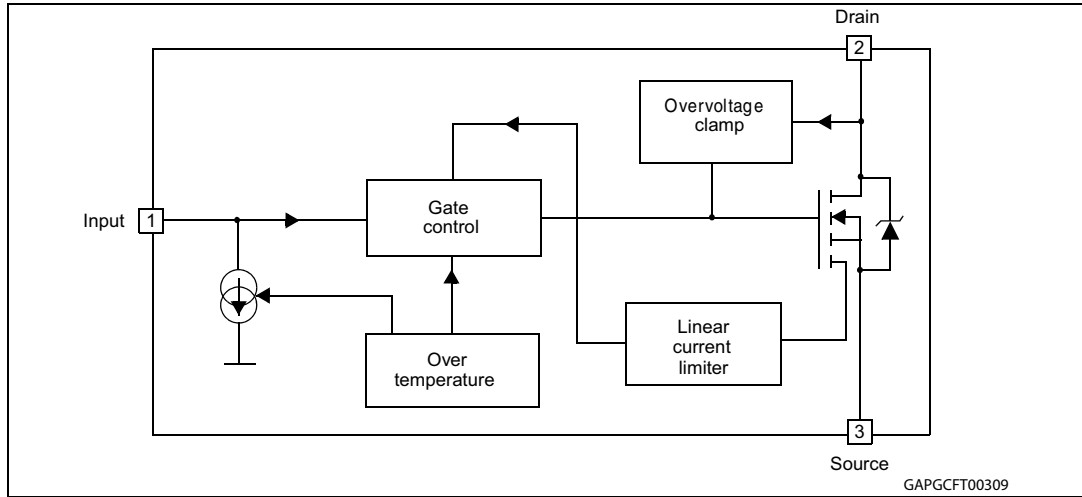 Drain
2
Overvoltage
clamp
Input
1
Gate
control
Linear
current
limiter
Over
temperature
3
Source
GAPGCFT00309